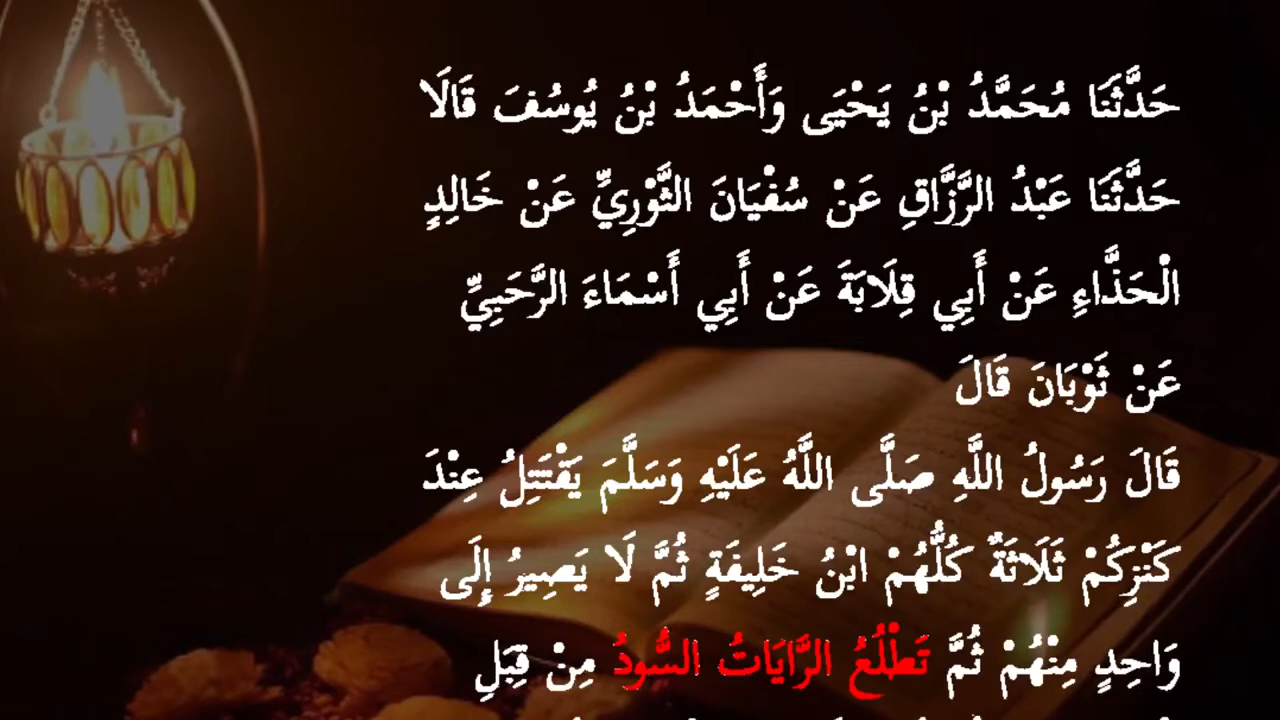 حَدَّثَنَا مُحَمَّدُ بْنُ يَحْيَى وَأَحْمَدُ بْنُ يُوسُفَ قَالَا
حَدَّثَنَا عَبْدُ الرَّزَّاقِ عَنْ سُفْيَانَ الثَّوْرِيِّ عَنْ خَالِدٍ
الْحَذَّاءِ عَنْ أَبِي قِلَابَةَ عَنْ أَبِي أَسْمَاءَ الرَّحَبِيِّ
عَنْ ثَوْبَانَ قَالَ
قَالَ رَسُولُ اللَّهِ صَلَّى اللَّهُ عَلَيْهِ وَسَلَّمَ يَقْتَتِلُ عِنْدَ
كَنْزِكُمْ ثَلَاثَةٌ كُلُّهُمْ ابْنُ خَلِيفَةٍ ثُمَّ لَا يَصِيرُ إِلَى
وَاحِدٍ مِنْهُمْ ثُمَّ تَطْلُعُ الرَّايَاتُ السُّودُ مِنْ قِبَلِ